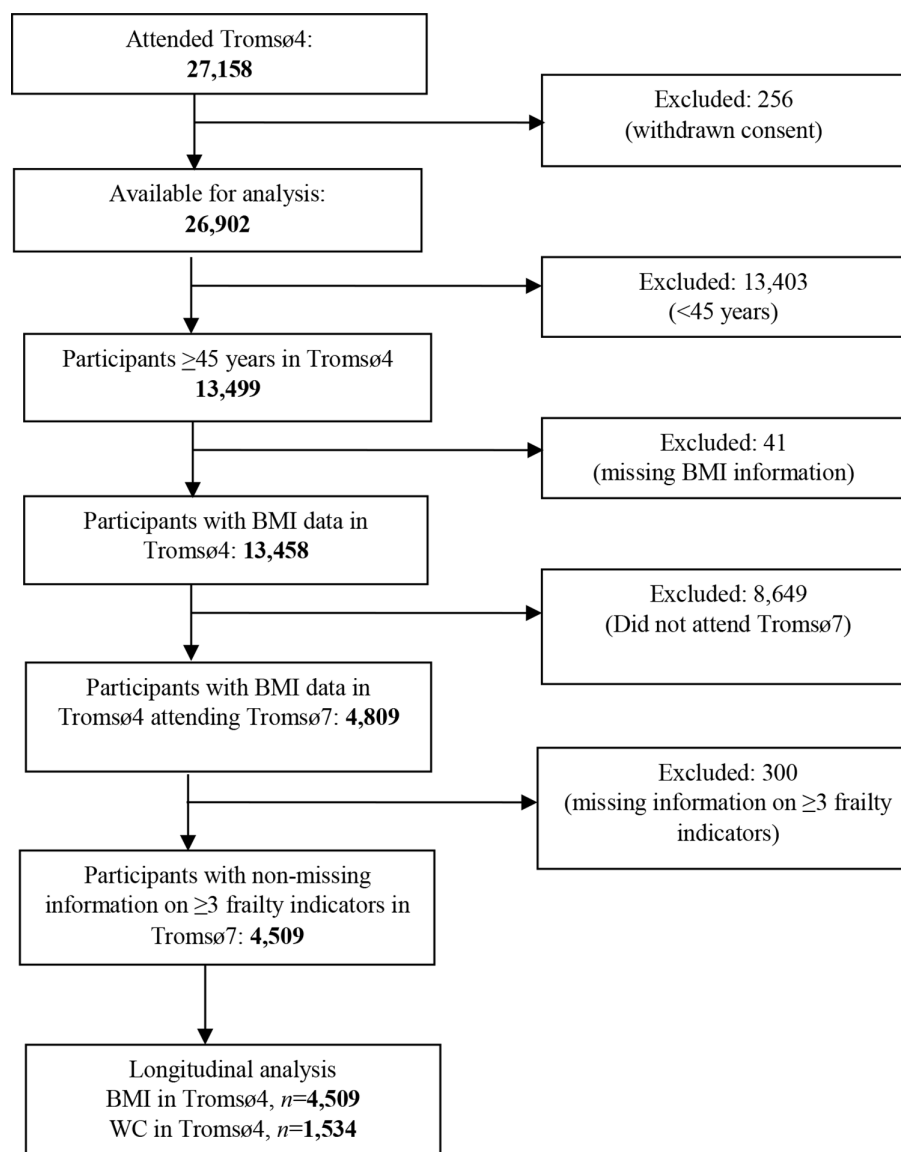 Attended Tromsø4:
27,158
Excluded: 256
(withdrawn consent)
Available for analysis:
26,902
Excluded: 13,403
(<45 years)
Participants ≥45 years in Tromsø4
13,499
Excluded: 41
(missing BMI information)
Participants with BMI data in
Tromsø4: 13,458
Excluded: 8,649
(Did not attend Tromsø7)
Participants with BMI data in
Tromsø4 attending Tromsø7: 4,809
Excluded: 300
(missing information on ≥3 frailty
indicators)
Participants with non-missing
information on ≥3 frailty indicators in
Tromsø7: 4,509
Longitudinal analysis
BMI in Tromsø4, n=4,509
WC in Tromsø4, n=1,534